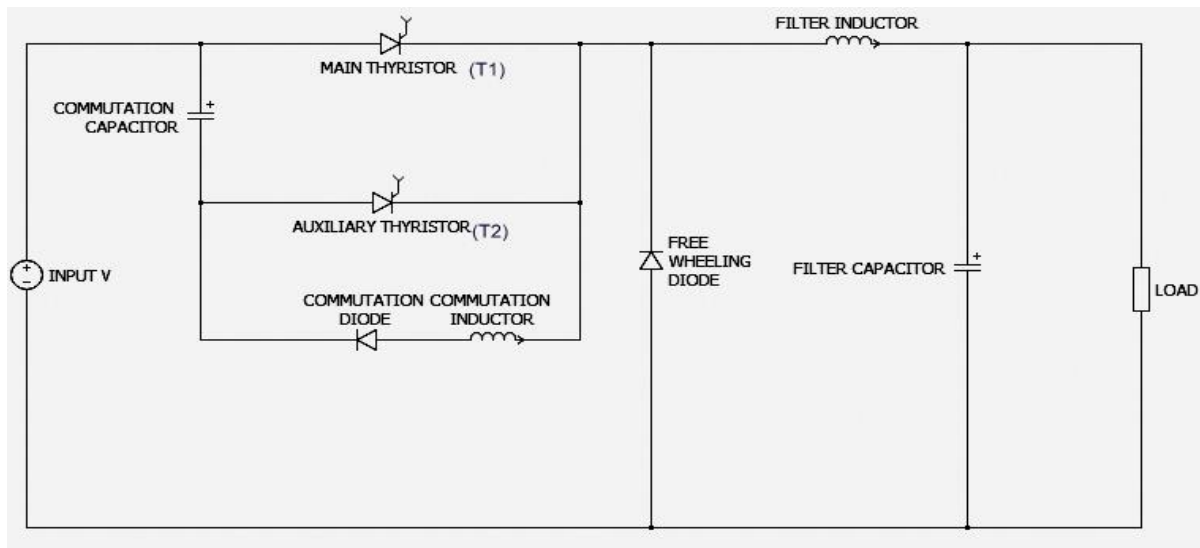 FILTER INDUCTOR
MAIN THYRISTOR (T1)
COMMUTATION
CAPACITOR
+
AUXILIARY THYRISTOR (T2)
FREE
WHEELING
DIODE
FILTER CAPACITOR
+
LOAD
+
-
INPUT V
COMMUTATION
DIODE
COMMUTATION
INDUCTOR